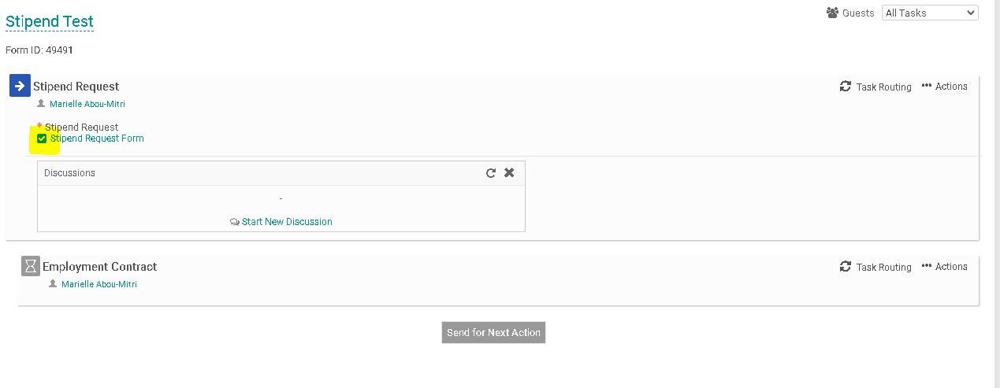 Stipend Test
Guests
All Tasks
Form ID: 49491
Stipend Request
Task Routing
Actions
Marielle Abou-Mitri
* Stipend Request
Stipend Request Form
Discussions
-
Start New Discussion
Employment Contract
Task Routing
Actions
Marielle Abou-Mitri
Send for Next Action